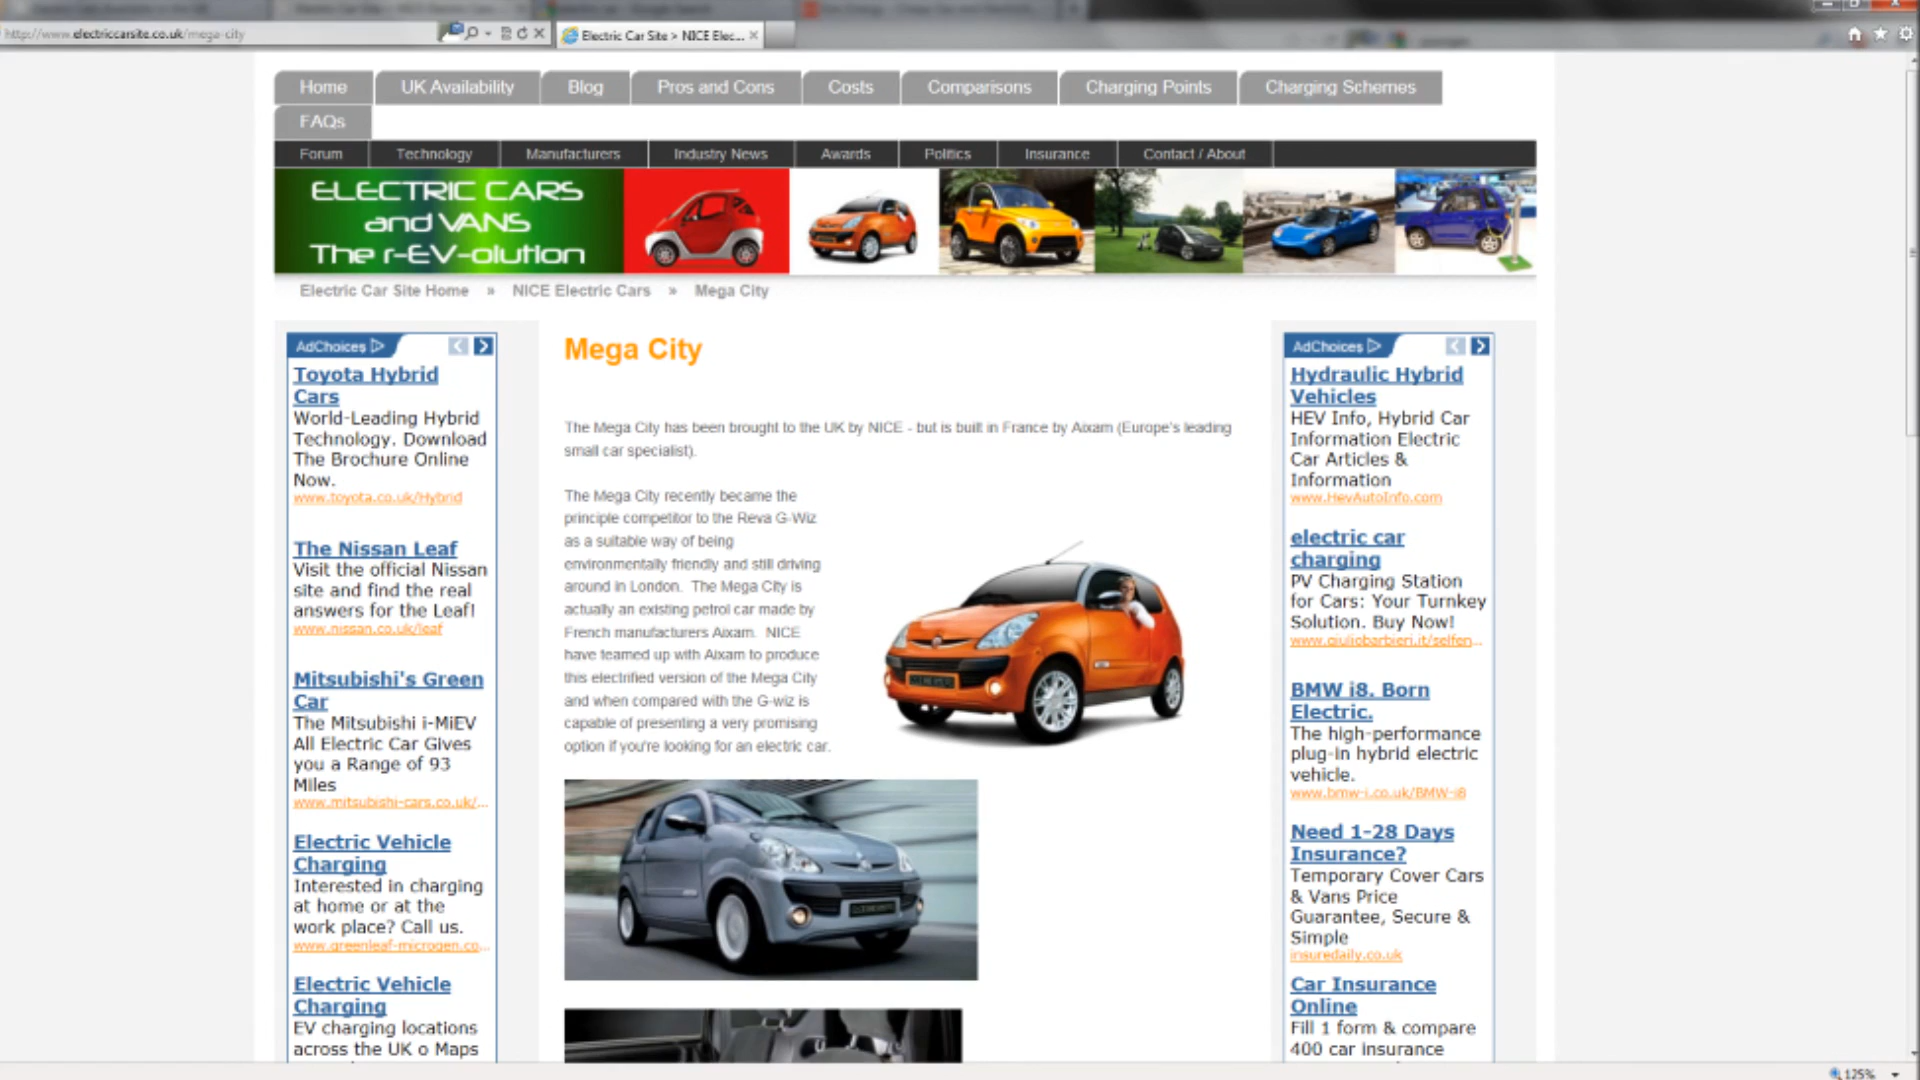 http://www.electriccarsite.co.uk/mega-city
Electric Car Site > NICE Elec...
Home
UK Availability
Blog
Pros and Cons
Costs
Comparisons
Charging Points
Charging Schemes
FAQs
Forum
Technology
Manufacturers
Industry News
Awards
Politics
Insurance
Contact / About
ELECTRIC CARS
and VANS
The r-EV-olution
Electric Car Site Home » NICE Electric Cars » Mega City
AdChoices
Toyota Hybrid
Cars
World-Leading Hybrid
Technology. Download
The Brochure Online
Now.
www.toyota.co.uk/Hybrid
The Nissan Leaf
Visit the official Nissan
site and find the real
answers for the Leaf!
www.nissan.co.uk/leaf
Mitsubishi's Green
Car
The Mitsubishi i-MiEV
All Electric Car Gives
you a Range of 93
Miles
www.mitsubishi-cars.co.uk/...
Electric Vehicle
Charging
Interested in charging
at home or at the
work place? Call us.
www.greenleaf-microgen.co...
Electric Vehicle
Charging
EV charging locations
across the UK o Maps
Mega City
The Mega City has been brought to the UK by NICE - but is built in France by Aixam (Europe's leading
small car specialist).
The Mega City recently became the
principle competitor to the Reva G-Wiz
as a suitable way of being
environmentally friendly and still driving
around in London. The Mega City is
actually an existing petrol car made by
French manufacturers Aixam. NICE
have teamed up with Aixam to produce
this electrified version of the Mega City
and when compared with the G-wiz is
capable of presenting a very promising
option if you're looking for an electric car.
AdChoices
Hydraulic Hybrid
Vehicles
HEV Info, Hybrid Car
Information Electric
Car Articles &
Information
www.HevAutoInfo.com
electric car
charging
PV Charging Station
for Cars: Your Turnkey
Solution. Buy Now!
www.giuliobarbieri.it/selfen...
BMW i8. Born
Electric.
The high-performance
plug-in hybrid electric
vehicle.
www.bmw-i.co.uk/BMW-i8
Need 1-28 Days
Insurance?
Temporary Cover Cars
& Vans Price
Guarantee, Secure &
Simple
insuredaily.co.uk
Car Insurance
Online
Fill 1 form & compare
400 car insurance
125%